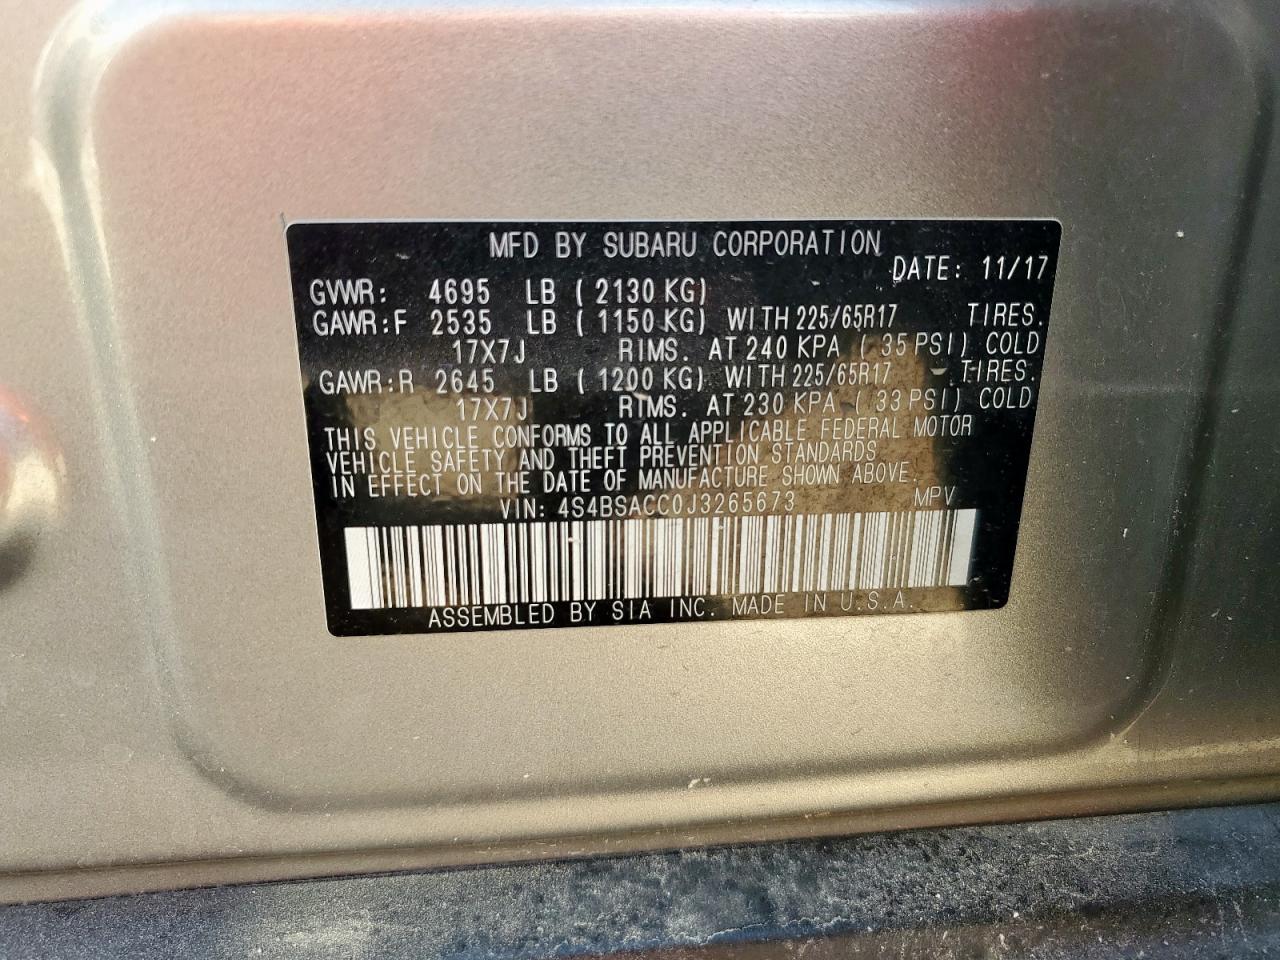 MFD BY SUBARU CORPORATION
DATE: 11/17
GVWR: 4695 LB ( 2130 KG)
GAWR:F 2535 LB ( 1150 KG) WITH 225/65R17 TIRES.
17X7J RIMS. AT 240 KPA ( 35 PSI) COLD
GAWR:R 2645 LB ( 1200 KG) WITH 225/65R17 TIRES.
17X7J RIMS. AT 230 KPA ( 33 PSI) COLD
THIS VEHICLE CONFORMS TO ALL APPLICABLE FEDERAL MOTOR
VEHICLE SAFETY AND THEFT PREVENTION STANDARDS
IN EFFECT ON THE DATE OF MANUFACTURE SHOWN ABOVE.
VIN: 4S4BSACC0J3265673 MPV
ASSEMBLED BY SIA INC. MADE IN U.S.A.